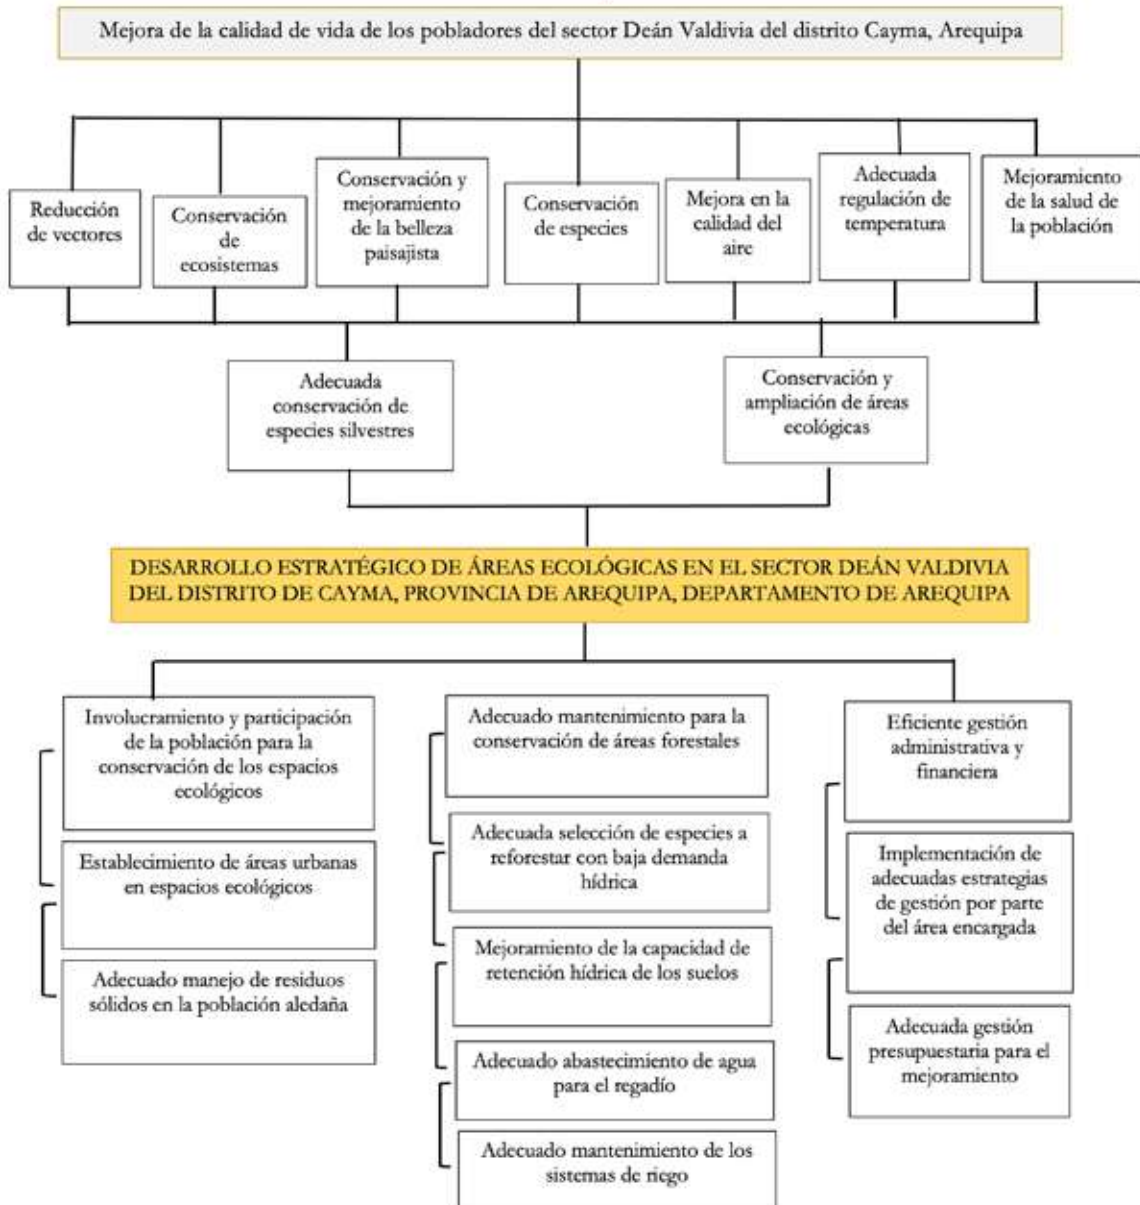 Mejora de la calidad de vida de los pobladores del sector Deán Valdivia del distrito Cayma, Arequipa
Reducción
de vectores
Conservación
de
ecosistemas
Conservación y
mejoramiento
de la belleza
paisajista
Conservación
de especies
Mejora en la
calidad del
aire
Adecuada
regulación de
temperatura
Mejoramiento
de la salud de
la población
Adecuada
conservación de
especies silvestres
Conservación y
ampliación de áreas
ecológicas
DESARROLLO ESTRATÉGICO DE ÁREAS ECOLÓGICAS EN EL SECTOR DEÁN VALDIVIA
DEL DISTRITO DE CAYMA, PROVINCIA DE AREQUIPA, DEPARTAMENTO DE AREQUIPA
Involucramiento y participación
de la población para la
conservación de los espacios
ecológicos
Establecimiento de áreas urbanas
en espacios ecológicos
Adecuado manejo de residuos
sólidos en la población aledaña
Adecuado mantenimiento para la
conservación de áreas forestales
Adecuada selección de especies a
reforestar con baja demanda
hídrica
Mejoramiento de la capacidad de
retención hídrica de los suelos
Adecuado abastecimiento de agua
para el regadío
Adecuado mantenimiento de los
sistemas de riego
Eficiente gestión
administrativa y
financiera
Implementación de
adecuadas estrategias
de gestión por parte
del área encargada
Adecuada gestión
presupuestaria para el
mejoramiento